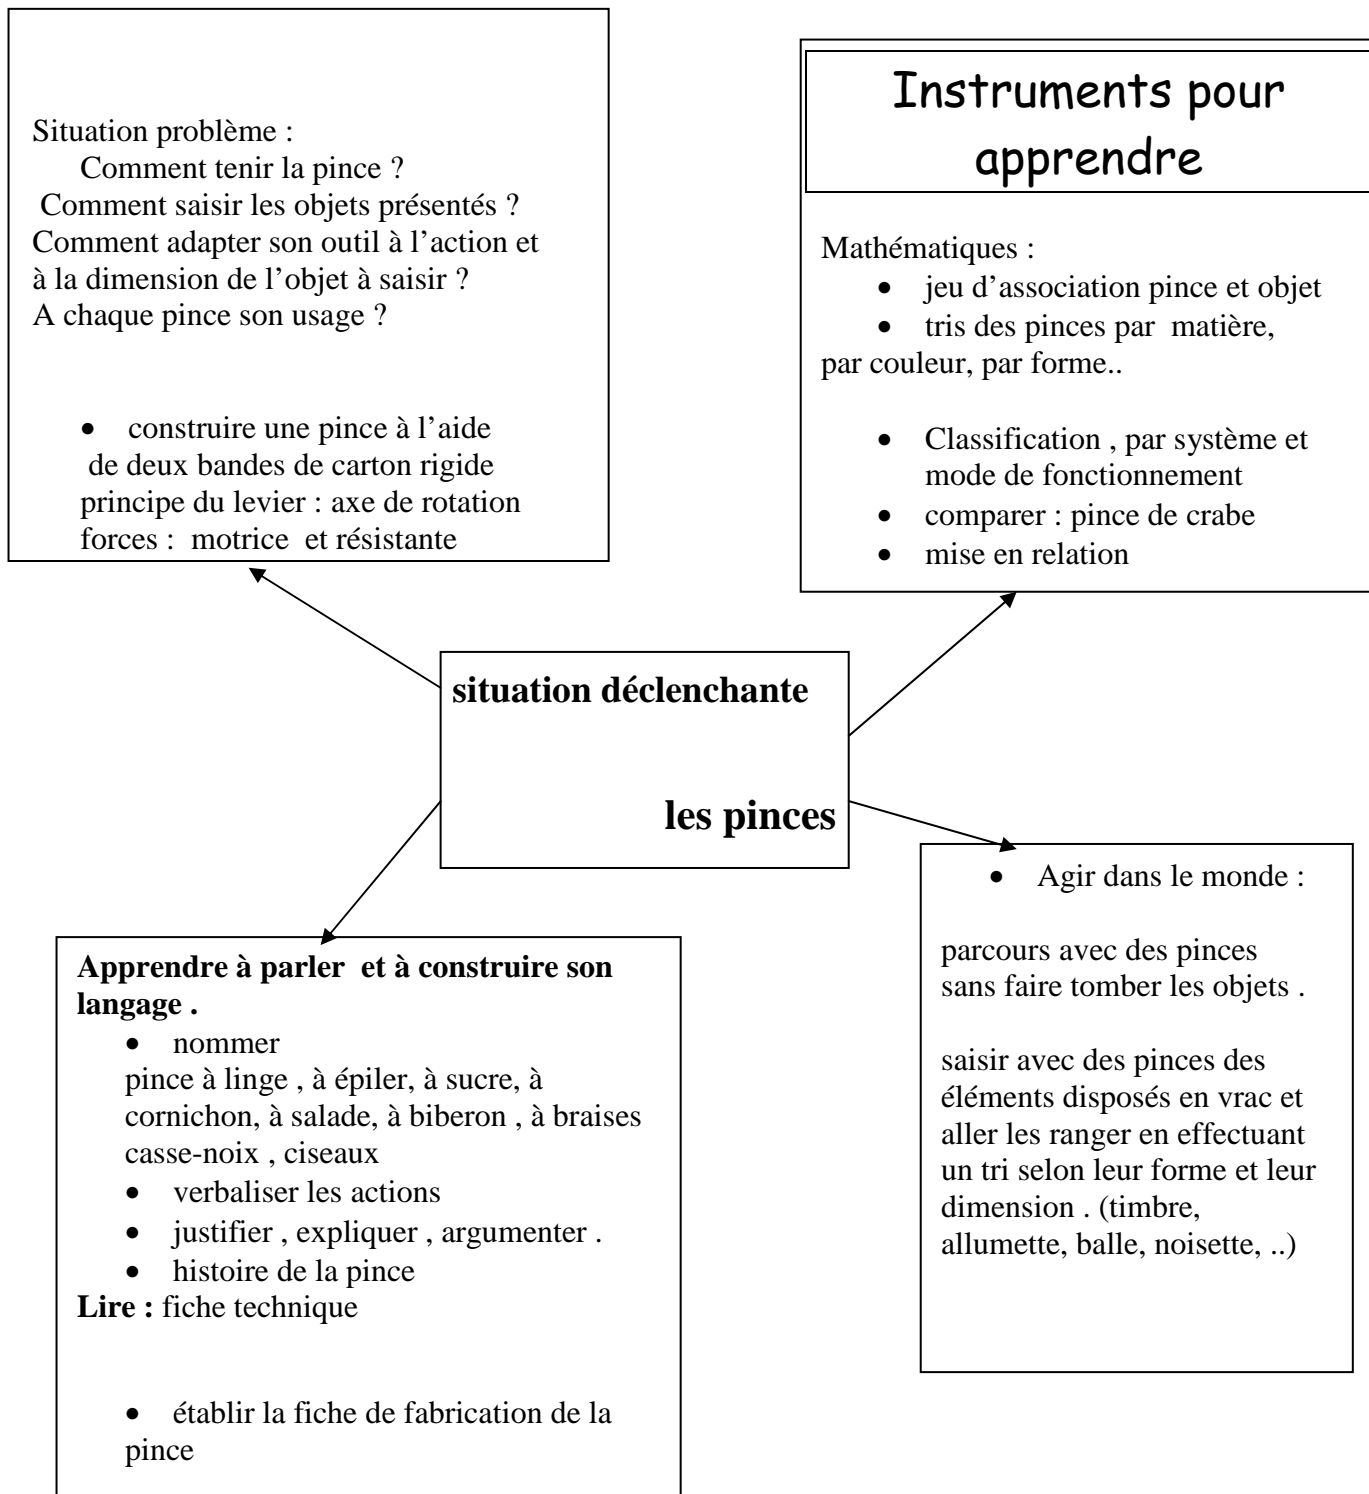 Situation problème :
Comment tenir la pince ?
Comment saisir les objets présentés ?
Comment adapter son outil à l’action et
à la dimension de l’objet à saisir ?
A chaque pince son usage ?
• construire une pince à l’aide
de deux bandes de carton rigide
principe du levier : axe de rotation
forces : motrice et résistante
Instruments pour
apprendre
Mathématiques :
• jeu d’association pince et objet
• tris des pinces par matière,
par couleur, par forme..
• Classification , par système et
mode de fonctionnement
• comparer : pince de crabe
• mise en relation
situation déclenchante
les pinces
Apprendre à parler et à construire son
langage .
• nommer
pince à linge , à épiler, à sucre, à
cornichon, à salade, à biberon , à braises
casse-noix , ciseaux
• verbaliser les actions
• justifier , expliquer , argumenter .
• histoire de la pince
Lire : fiche technique
• établir la fiche de fabrication de la
pince
• Agir dans le monde :
parcours avec des pinces
sans faire tomber les objets .
saisir avec des pinces des
éléments disposés en vrac et
aller les ranger en effectuant
un tri selon leur forme et leur
dimension . (timbre,
allumette, balle, noisette, ..)